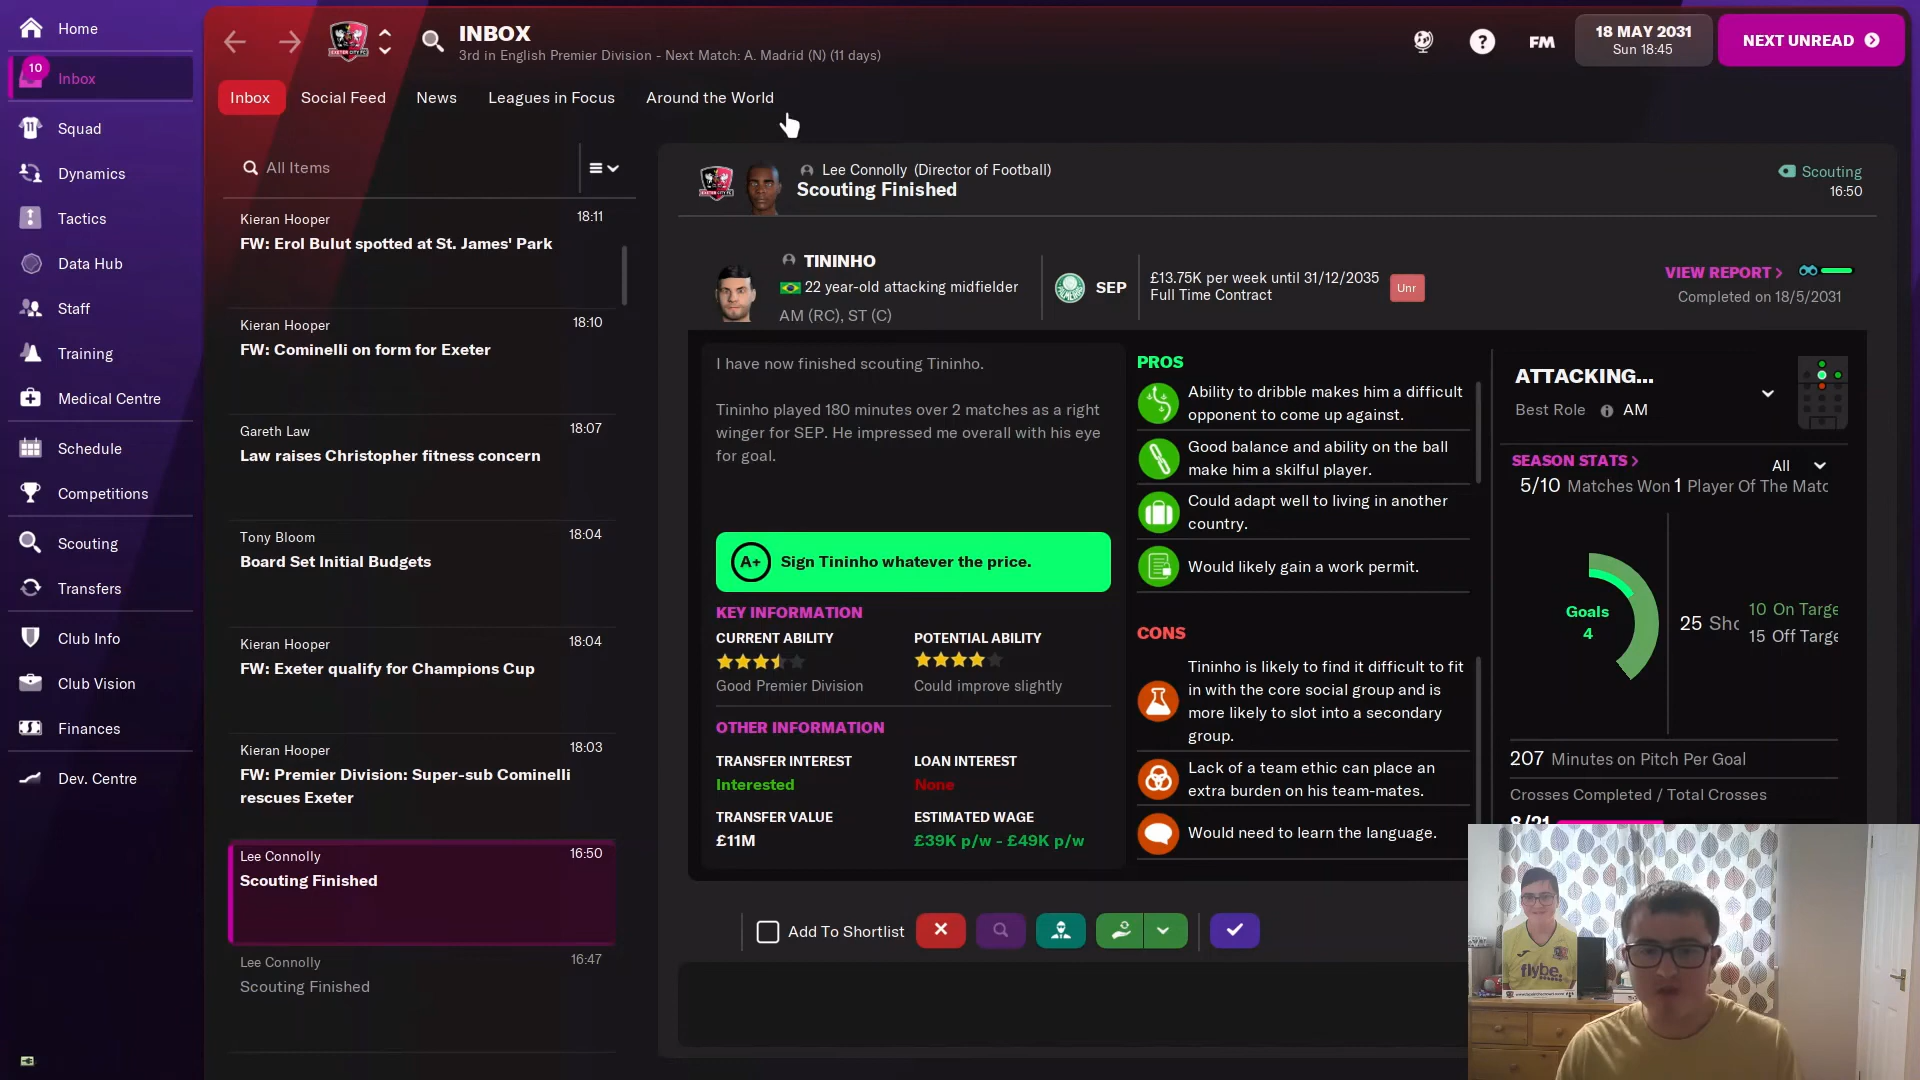 Home
10
Inbox
Squad
Dynamics
Tactics
Data Hub
Staff
Training
Medical Centre
Schedule
Competitions
Scouting
Transfers
Club Info
Club Vision
Finances
Dev. Centre
INBOX
3rd in English Premier Division - Next Match: A. Madrid (N) (11 days)
?
FM
18 MAY 2031
Sun 18:45
NEXT UNREAD
Inbox
Social Feed
News
Leagues in Focus
Around the World
All Items
Kieran Hooper
18:11
FW: Erol Bulut spotted at St. James' Park
Kieran Hooper
18:10
FW: Cominelli on form for Exeter
Gareth Law
18:07
Law raises Christopher fitness concern
Tony Bloom
18:04
Board Set Initial Budgets
Kieran Hooper
18:04
FW: Exeter qualify for Champions Cup
Kieran Hooper
18:03
FW: Premier Division: Super-sub Cominelli
rescues Exeter
Lee Connolly
16:50
Scouting Finished
Lee Connolly
16:47
Scouting Finished
Lee Connolly (Director of Football)
Scouting Finished
Scouting
16:50
TININHO
22 year-old attacking midfielder
AM (RC), ST (C)
SEP
£13.75K per week until 31/12/2035
Full Time Contract
Unr
VIEW REPORT >
Completed on 18/5/2031
I have now finished scouting Tininho.
Tininho played 180 minutes over 2 matches as a right
winger for SEP. He impressed me overall with his eye
for goal.
A+
Sign Tininho whatever the price.
KEY INFORMATION
CURRENT ABILITY
POTENTIAL ABILITY
Good Premier Division
Could improve slightly
OTHER INFORMATION
TRANSFER INTEREST
LOAN INTEREST
Interested
None
TRANSFER VALUE
ESTIMATED WAGE
£11M
£39K p/w - £49K p/w
PROS
Ability to dribble makes him a difficult
opponent to come up against.
Good balance and ability on the ball
make him a skilful player.
Could adapt well to living in another
country.
Would likely gain a work permit.
CONS
Tininho is likely to find it difficult to fit
in with the core social group and is
more likely to slot into a secondary
group.
Lack of a team ethic can place an
extra burden on his team-mates.
Would need to learn the language.
ATTACKING...
Best Role
AM
SEASON STATS >
All
5/10 Matches Won
1 Player Of The Matc
Goals
4
25 Sho
10 On Targe
15 Off Targe
207 Minutes on Pitch Per Goal
Crosses Completed / Total Crosses
8/21
Add To Shortlist
flybe.